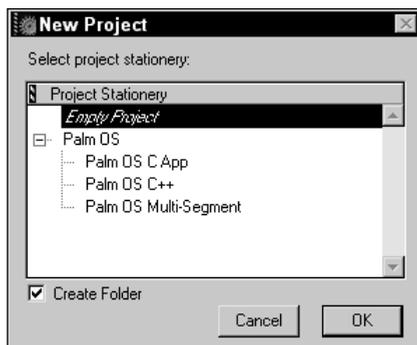 New Project
Select project stationery:
Project Stationery
Empty Project
Palm OS
Palm OS C App
Palm OS C++
Palm OS Multi-Segment
Create Folder
Cancel OK